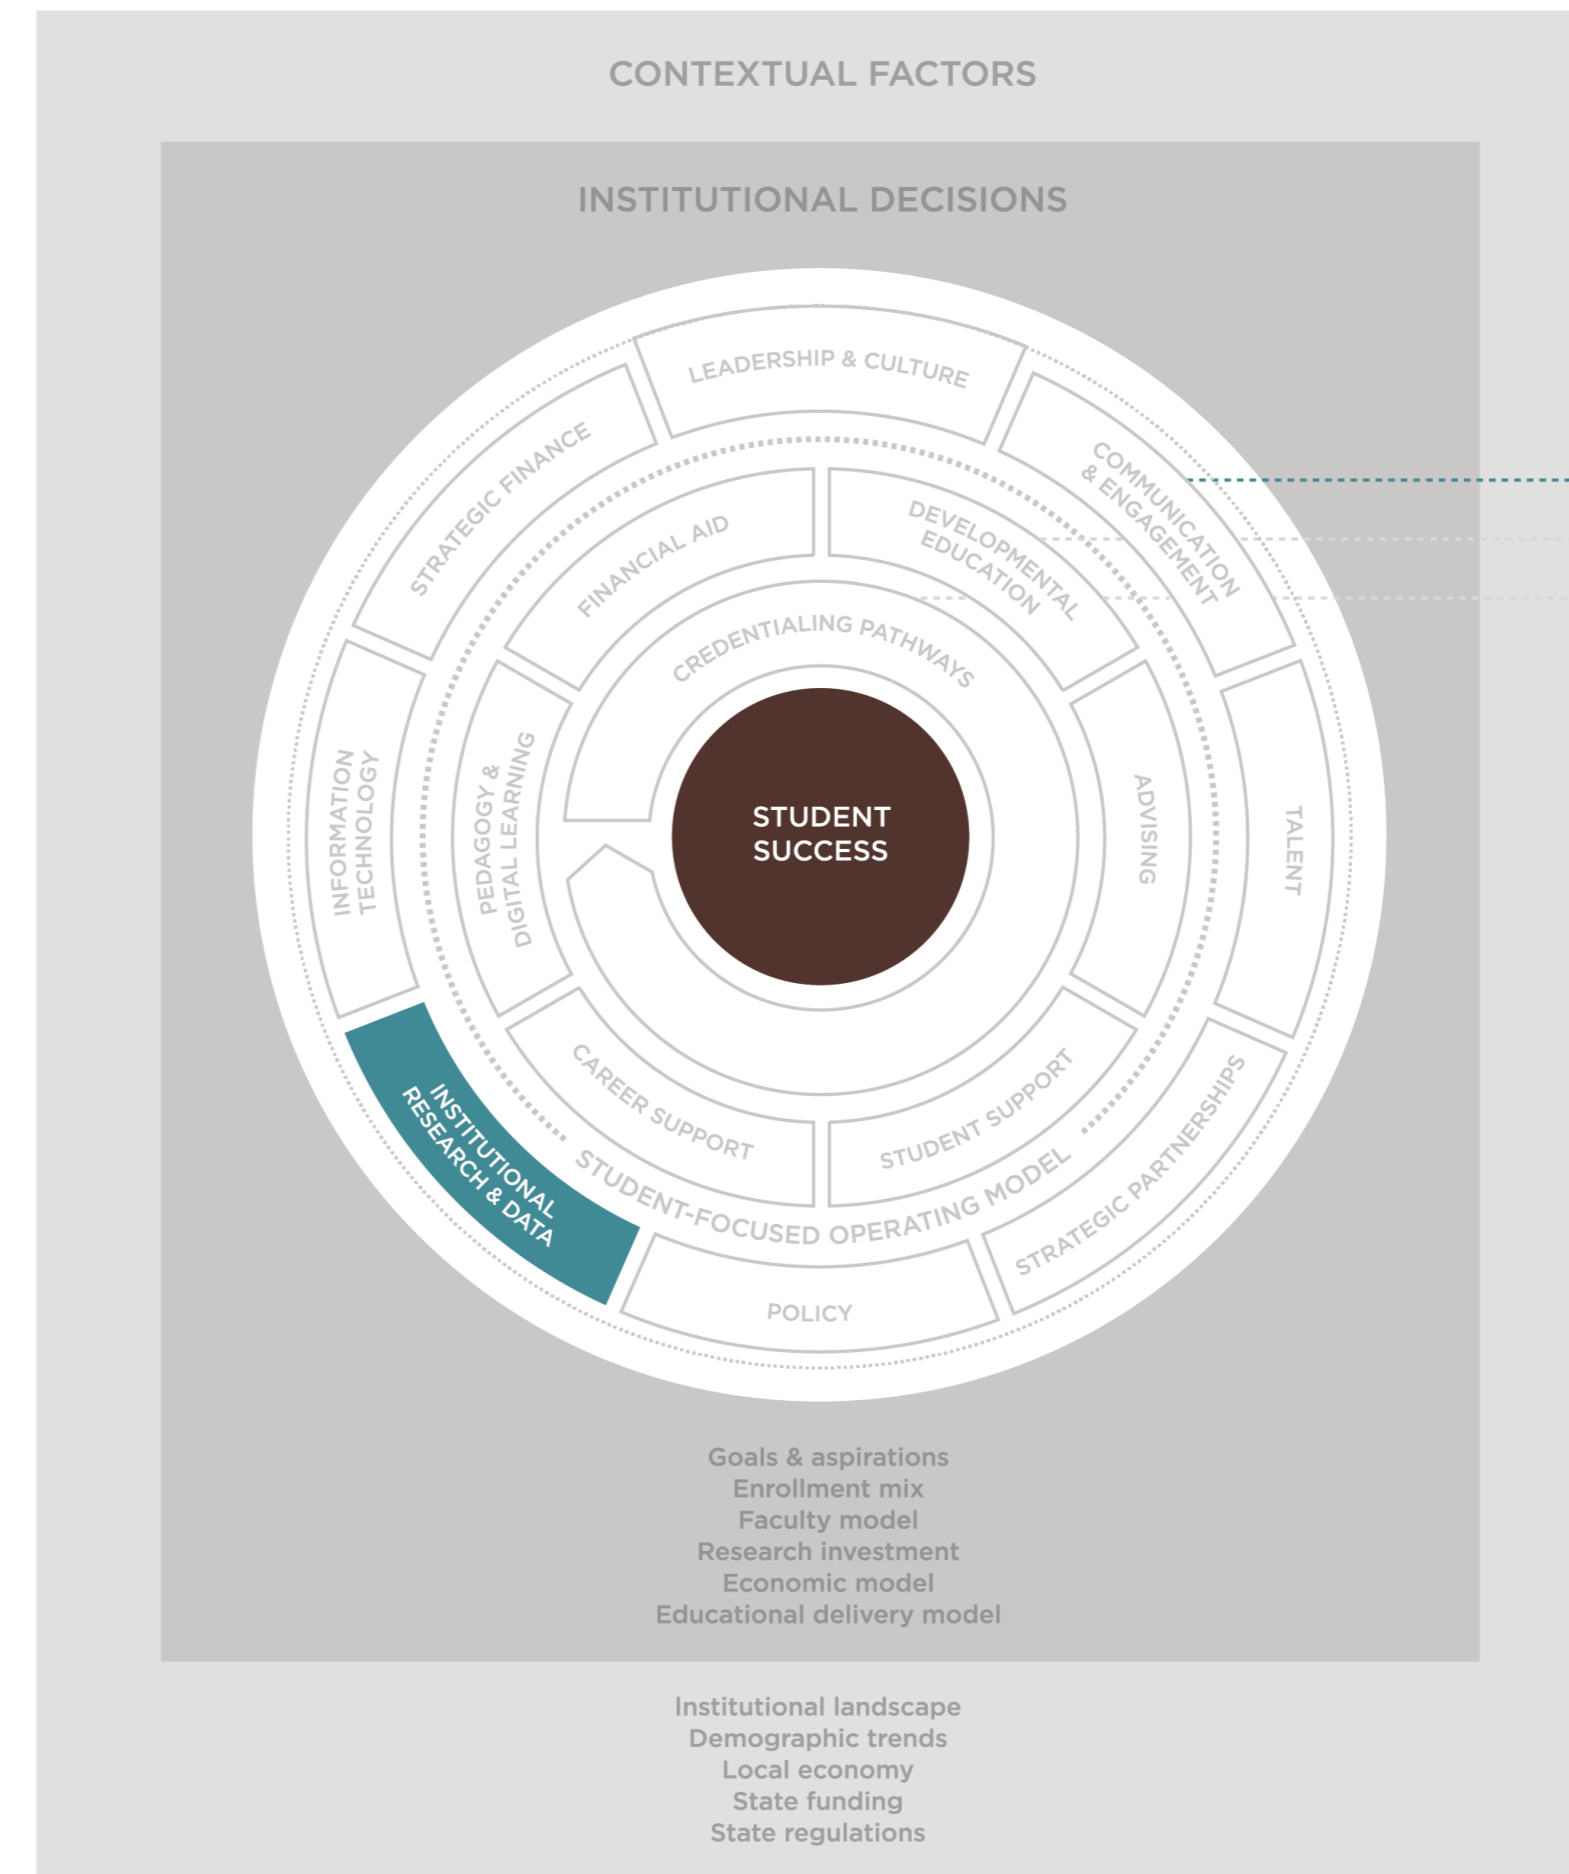 CONTEXTUAL FACTORS
INSTITUTIONAL DECISIONS
LEADERSHIP & CULTURE
STRATEGIC FINANCE
COMMUNICATION
& ENGAGEMENT
FINANCIAL AID
DEVELOPMENTAL
EDUCATION
CREDENTIALING PATHWAYS
INFORMATION
TECHNOLOGY
PEDAGOGY &
DIGITAL LEARNING
STUDENT
SUCCESS
ADVISING
TALENT
CAREER SUPPORT
STUDENT SUPPORT
INSTITUTIONAL
RESEARCH & DATA
STUDENT-FOCUSED OPERATING MODEL
STRATEGIC PARTNERSHIPS
POLICY
Goals & aspirations
Enrollment mix
Faculty model
Research investment
Economic model
Educational delivery model
Institutional landscape
Demographic trends
Local economy
State funding
State regulations